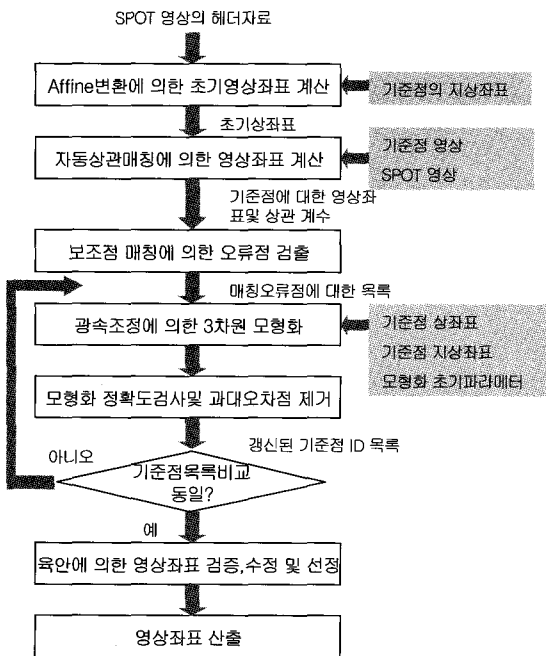 SPOT 영상의 헤더자료
Affine변환에 의한 초기영상좌표 계산
기준점의 지상좌표
초기상좌표
자동상관매칭에 의한 영상좌표 계산
기준점 영상
SPOT 영상
기준점에 대한 영상좌
표및 상관 계수
보조점 매칭에 의한 오류점 검출
매칭오류점에 대한 목록
광속조정에 의한 3차원 모형화
기준점 상좌표
기준점 지상좌표
모형화 초기파라메터
모형화 정확도검사및 과대오차점 제거
갱신된 기준점 ID 목록
아니오
기준점목록비교
동일?
예
육안에 의한 영상좌표 검증,수정 및 선정
영상좌표 산출